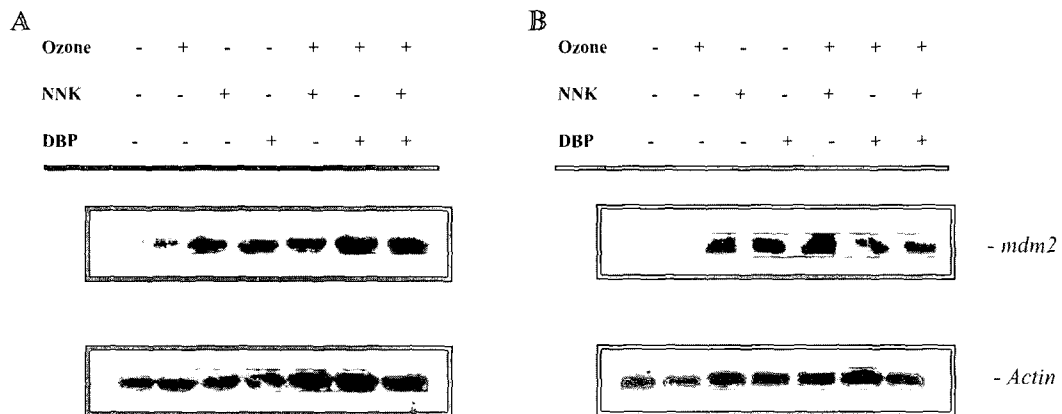 A
Ozone - + - - + + +
NNK - - + - + - +
DBP - - - + - + +
B
Ozone - + - - + + +
NNK - - + - + - +
DBP - - - + - + +
- mdm2
- Actin